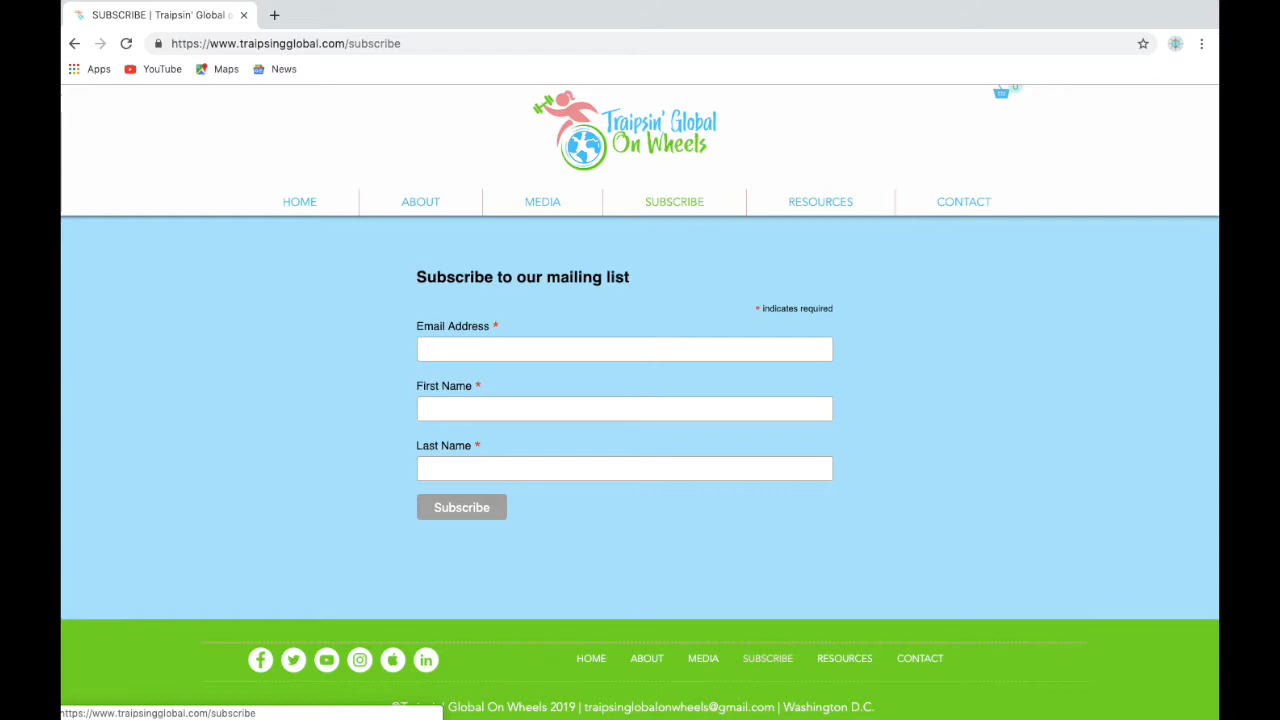 SUBSCRIBE | Traipsin' Global o
https://www.traipsingglobal.com/subscribe
Apps YouTube Maps News
0
Traipsin' Global
On Wheels
HOME ABOUT MEDIA SUBSCRIBE RESOURCES CONTACT
Subscribe to our mailing list
* indicates required
Email Address *
First Name *
Last Name *
Subscribe
HOME ABOUT MEDIA SUBSCRIBE RESOURCES CONTACT
Global On Wheels 2019 | traipsinglobalonwheels@gmail.com | Washington D.C.
https://www.traipsingglobal.com/subscribe